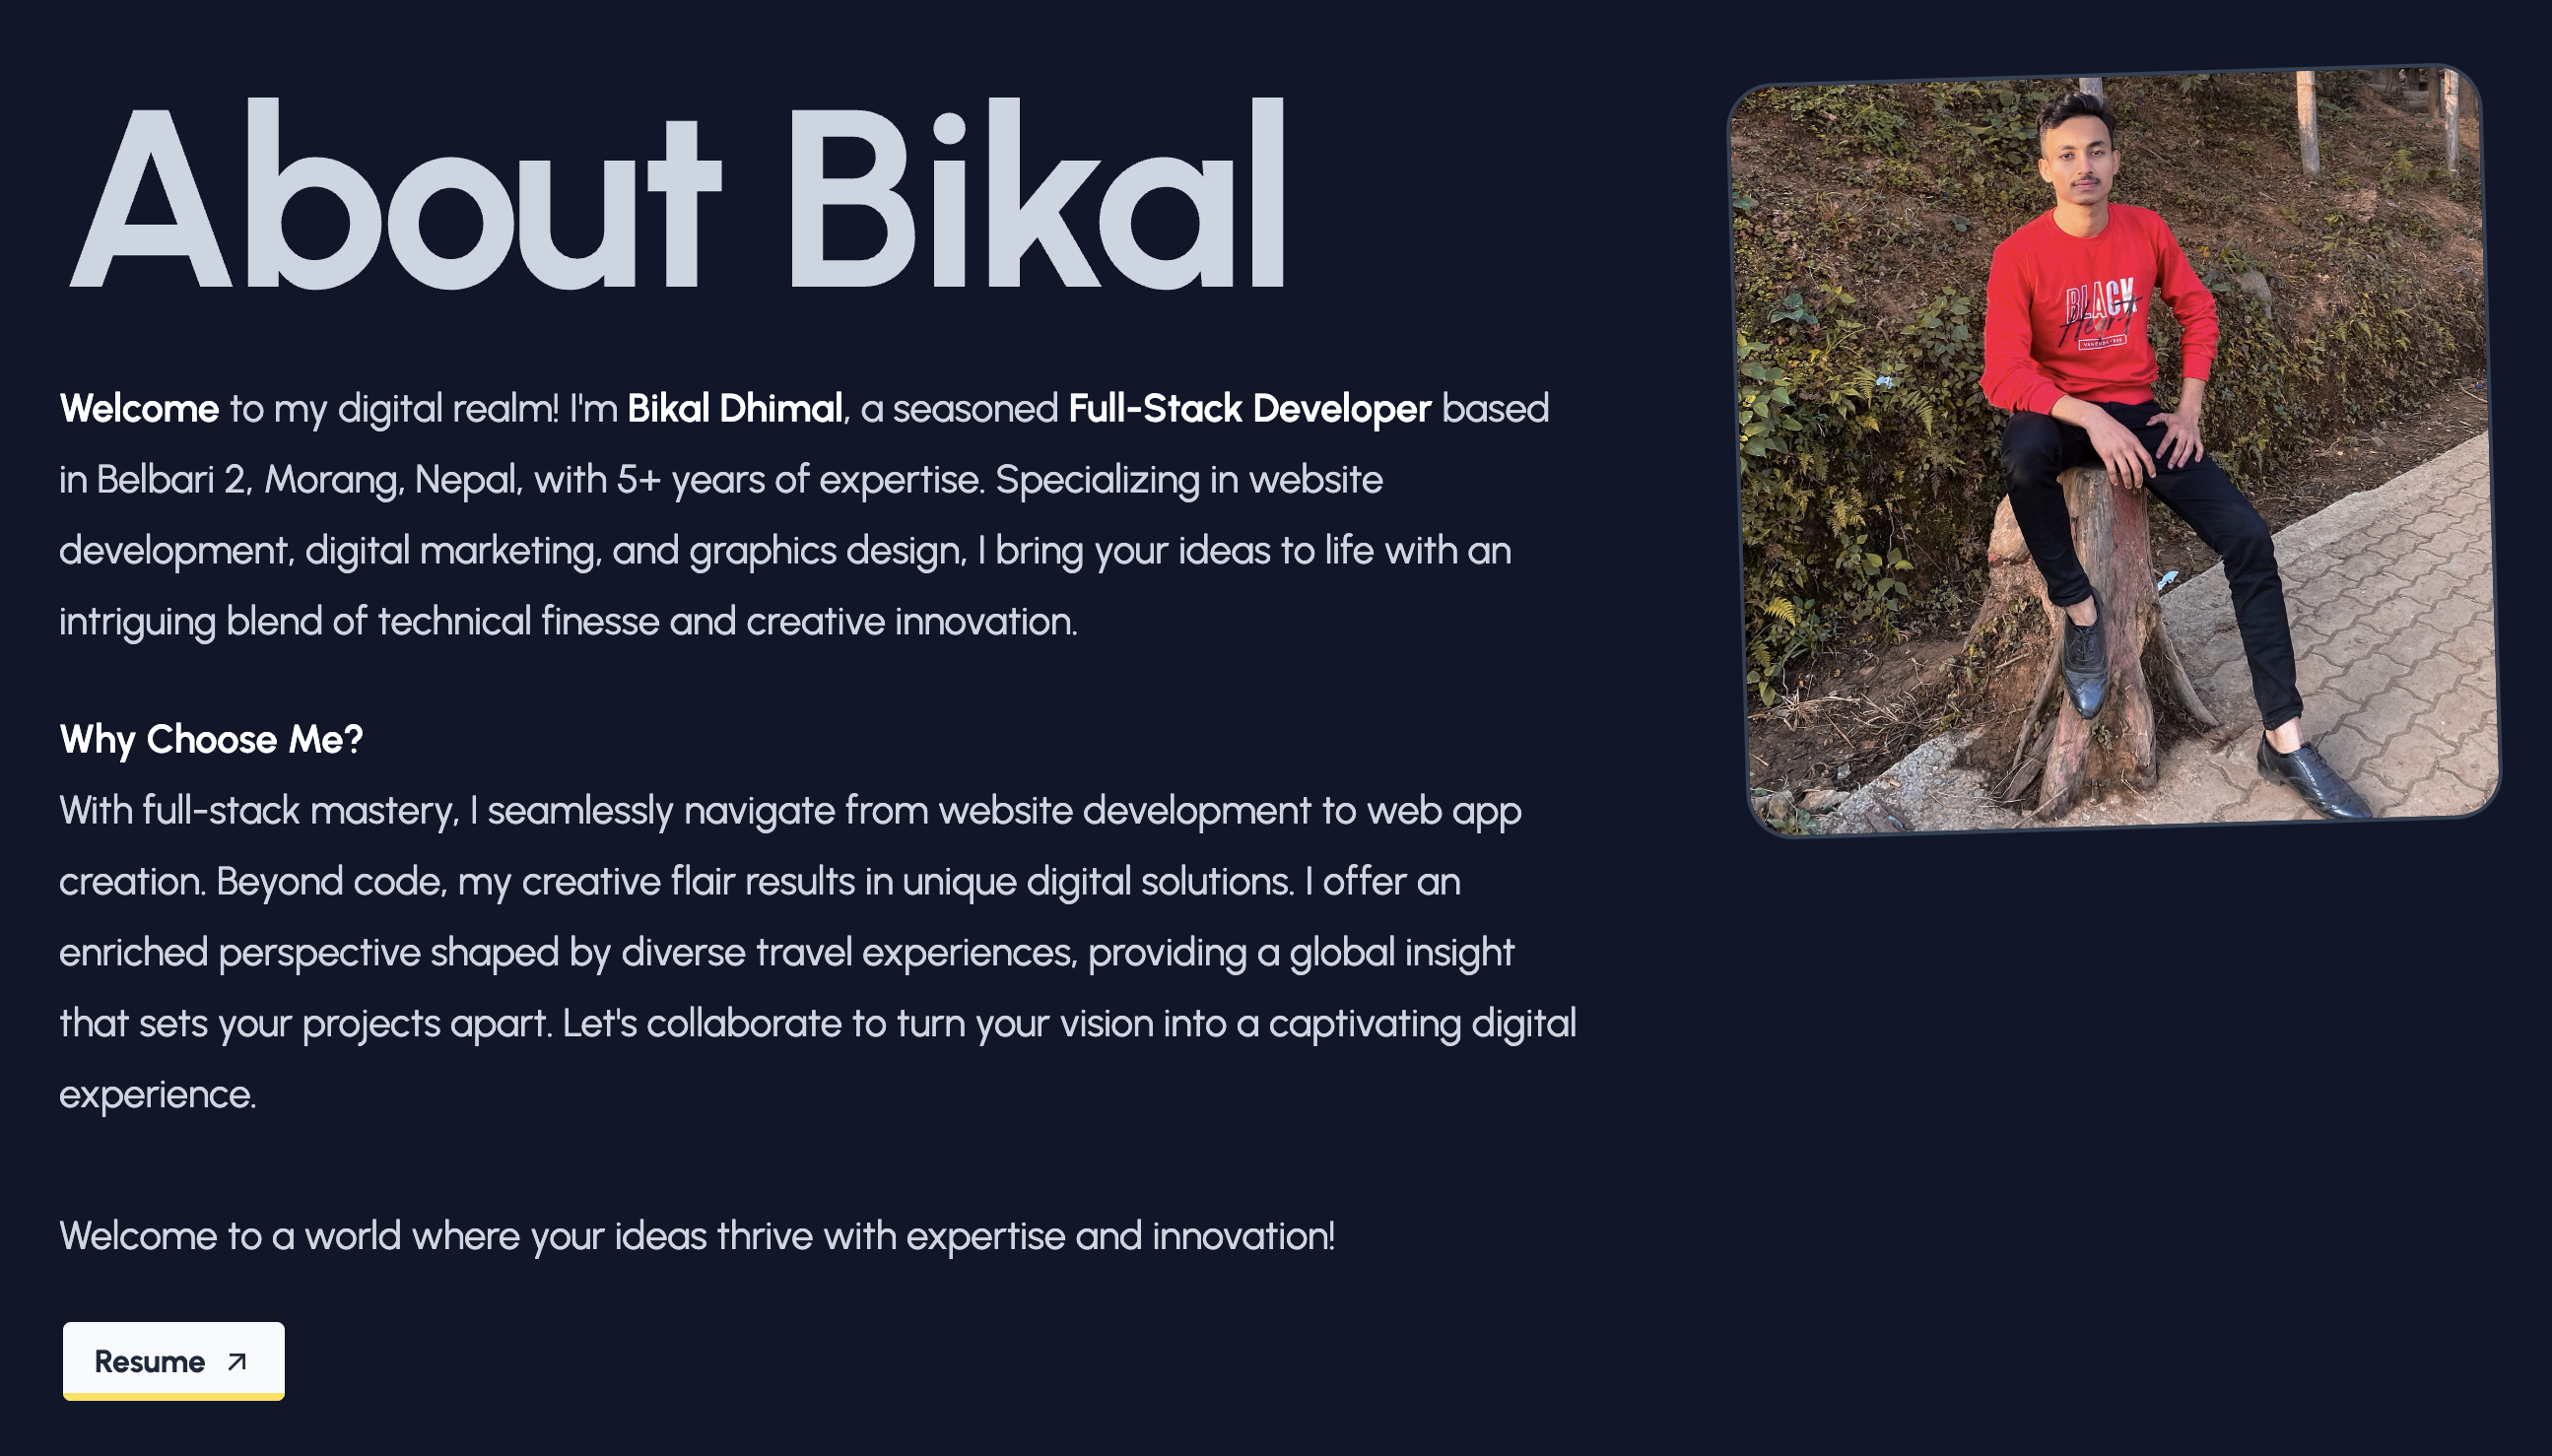 About Bikal
Welcome to my digital realm! I'm Bikal Dhimal, a seasoned Full-Stack Developer based
in Belbari 2, Morang, Nepal, with 5+ years of expertise. Specializing in website
development, digital marketing, and graphics design, I bring your ideas to life with an
intriguing blend of technical finesse and creative innovation.
Why Choose Me?
With full-stack mastery, I seamlessly navigate from website development to web app
creation. Beyond code, my creative flair results in unique digital solutions. I offer an
enriched perspective shaped by diverse travel experiences, providing a global insight
that sets your projects apart. Let's collaborate to turn your vision into a captivating digital
experience.
Welcome to a world where your ideas thrive with expertise and innovation!
Resume
BLACK
Heart